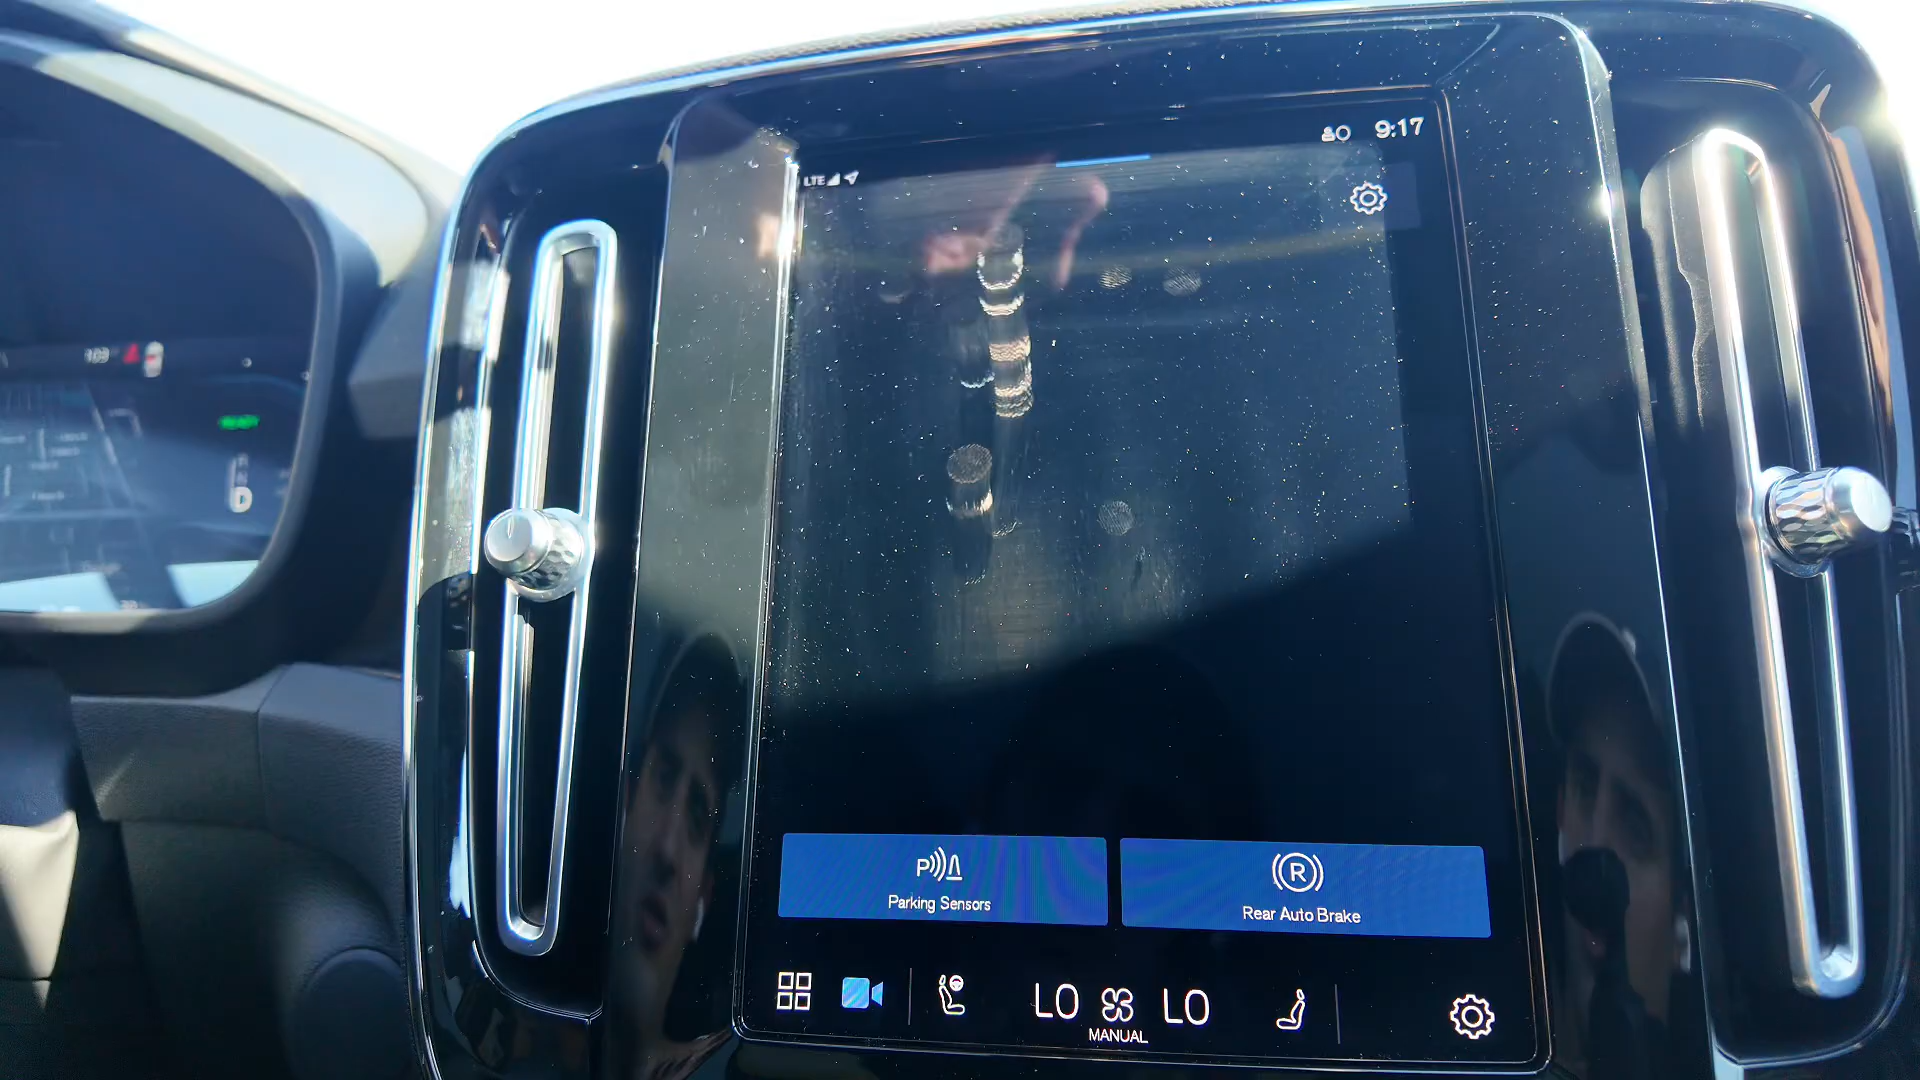 9:17
LTE
D
P
Parking Sensors
R
Rear Auto Brake
LO
LO
MANUAL